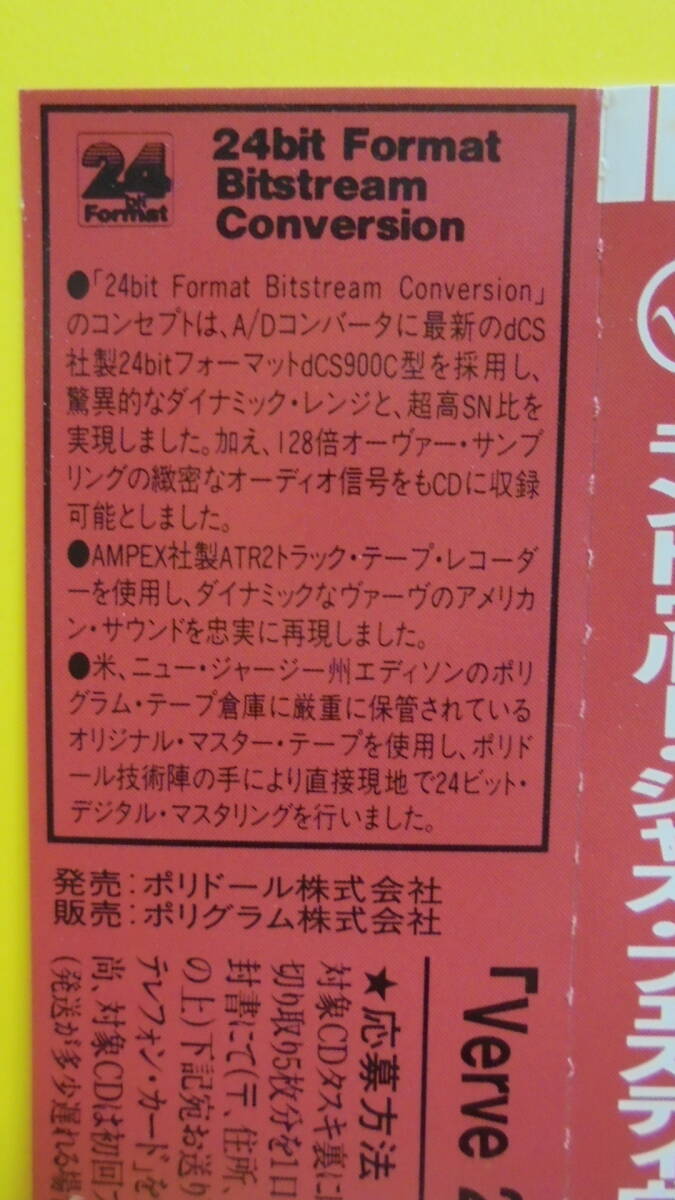 24
bit
Format
24bit Format
Bitstream
Conversion
●「24bit Format Bitstream Conversion」
のコンセプトは、A/Dコンバータに最新のdCS
社製24bitフォーマットdCS900C型を採用し、
驚異的なダイナミック・レンジと、超高SN比を
実現しました。加え、128倍オーヴァー・サンプ
リングの緻密なオーディオ信号をもCDに収録
可能としました。
●AMPEX社製ATR2トラック・テープ・レコーダ
ーを使用し、ダイナミックなヴァーヴのアメリカ
ン・サウンドを忠実に再現しました。
●米、ニュー・ジャージー州エディソンのポリ
グラム・テープ倉庫に厳重に保管されている
オリジナル・マスター・テープを使用し、ポリド
ール技術陣の手により直接現地で24ビット・
デジタル・マスタリングを行いました。
発売:ポリドール株式会社
販売:ポリグラム株式会社
「Verve
★応募方法
対象CDタスキ裏に
切り取り5枚分を1口
封書にて(〒、住所、
の上)下記宛お送り
テレフォン・カード」を
尚、対象CDは初回
(発送が多少遅れる場